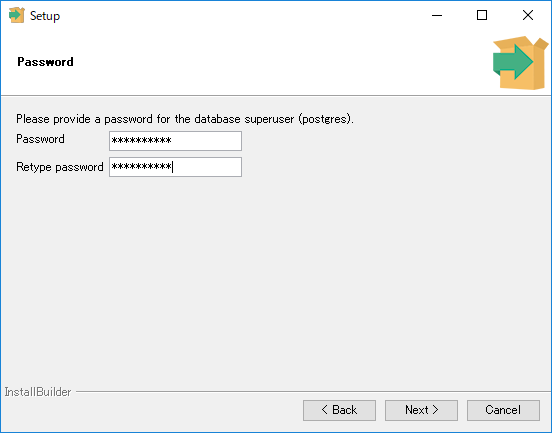 Setup
Password
Please provide a password for the database superuser (postgres).
Password **********
Retype password **********
InstallBuilder
< Back Next > Cancel